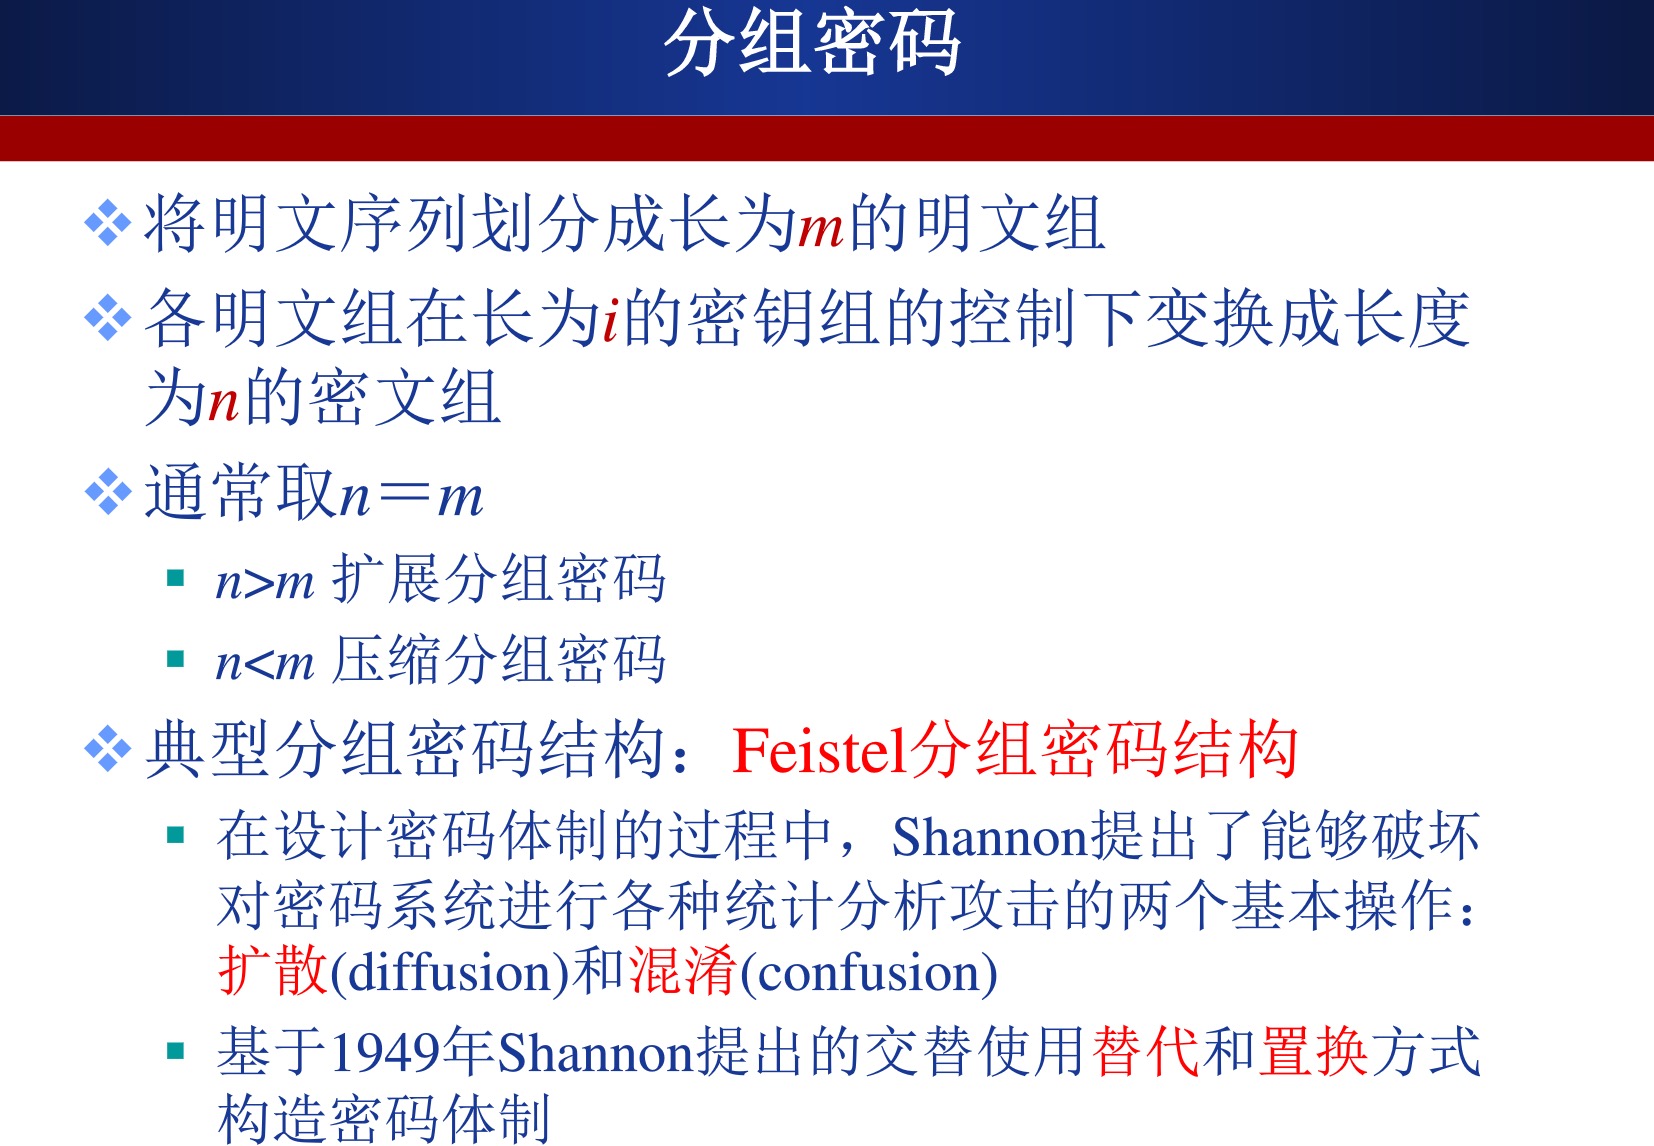 分组密码
将明文序列划分成长为m的明文组
各明文组在长为i的密钥组的控制下变换成长度
为n的密文组
通常取n＝m
n>m 扩展分组密码
n<m 压缩分组密码
典型分组密码结构：Feistel分组密码结构
在设计密码体制的过程中，Shannon提出了能够破坏
对密码系统进行各种统计分析攻击的两个基本操作：
扩散(diffusion)和混淆(confusion)
基于1949年Shannon提出的交替使用替代和置换方式
构造密码体制